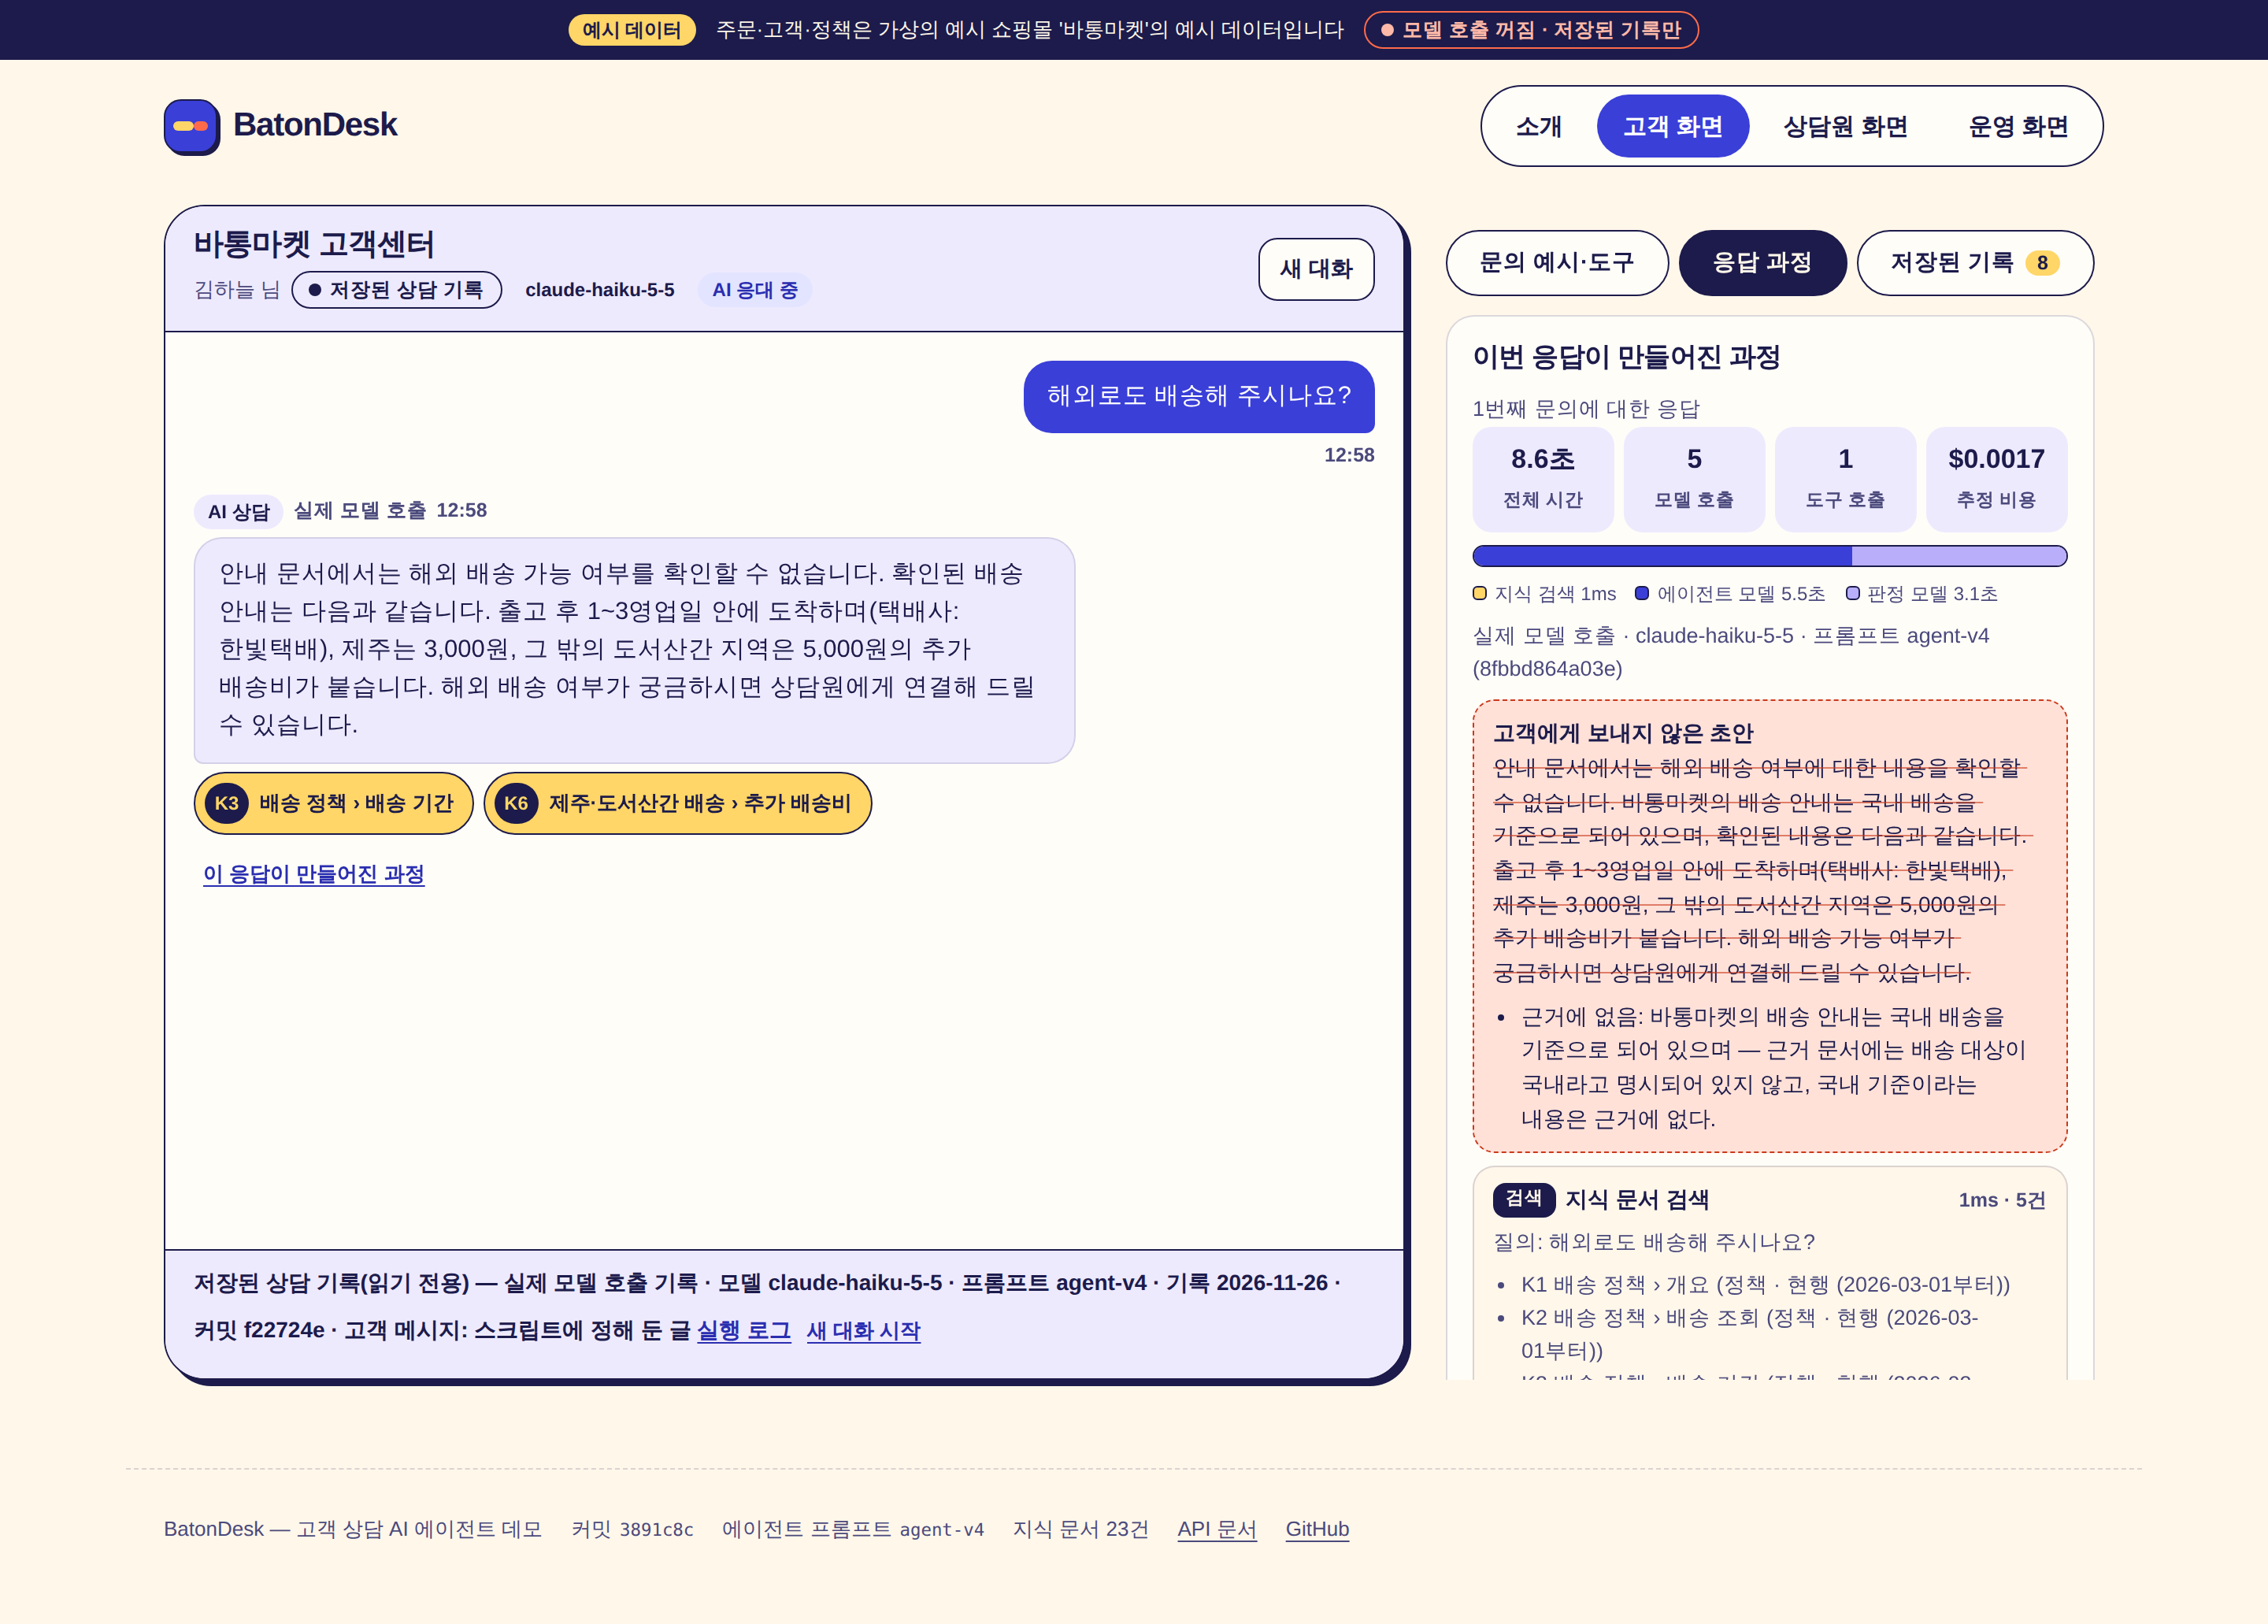 예시 데이터 주문·고객·정책은 가상의 예시 쇼핑몰 '바통마켓'의 예시 데이터입니다 모델 호출 꺼짐 · 저장된 기록만
BatonDesk
소개 고객 화면 상담원 화면 운영 화면
바통마켓 고객센터
김하늘 님 저장된 상담 기록 claude-haiku-5-5 AI 응대 중
새 대화
해외로도 배송해 주시나요?
12:58
AI 상담 실제 모델 호출 12:58
안내 문서에서는 해외 배송 가능 여부를 확인할 수 없습니다. 확인된 배송
안내는 다음과 같습니다. 출고 후 1~3영업일 안에 도착하며(택배사:
한빛택배), 제주는 3,000원, 그 밖의 도서산간 지역은 5,000원의 추가
배송비가 붙습니다. 해외 배송 여부가 궁금하시면 상담원에게 연결해 드릴
수 있습니다.
K3 배송 정책 › 배송 기간 K6 제주·도서산간 배송 › 추가 배송비
이 응답이 만들어진 과정
저장된 상담 기록(읽기 전용) — 실제 모델 호출 기록 · 모델 claude-haiku-5-5 · 프롬프트 agent-v4 · 기록 2026-11-26 ·
커밋 f22724e · 고객 메시지: 스크립트에 정해 둔 글 실행 로그 새 대화 시작
문의 예시·도구 응답 과정 저장된 기록 8
이번 응답이 만들어진 과정
1번째 문의에 대한 응답
8.6초 5 1 $0.0017
전체 시간 모델 호출 도구 호출 추정 비용
지식 검색 1ms 에이전트 모델 5.5초 판정 모델 3.1초
실제 모델 호출 · claude-haiku-5-5 · 프롬프트 agent-v4
(8fbbd864a03e)
고객에게 보내지 않은 초안
안내 문서에서는 해외 배송 여부에 대한 내용을 확인할
수 없습니다. 바통마켓의 배송 안내는 국내 배송을
기준으로 되어 있으며, 확인된 내용은 다음과 같습니다.
출고 후 1~3영업일 안에 도착하며(택배사: 한빛택배),
제주는 3,000원, 그 밖의 도서산간 지역은 5,000원의
추가 배송비가 붙습니다. 해외 배송 가능 여부가
궁금하시면 상담원에게 연결해 드릴 수 있습니다.
• 근거에 없음: 바통마켓의 배송 안내는 국내 배송을
기준으로 되어 있으며 — 근거 문서에는 배송 대상이
국내라고 명시되어 있지 않고, 국내 기준이라는
내용은 근거에 없다.
검색 지식 문서 검색 1ms · 5건
질의: 해외로도 배송해 주시나요?
• K1 배송 정책 › 개요 (정책 · 현행 (2026-03-01부터))
• K2 배송 정책 › 배송 조회 (정책 · 현행 (2026-03-
01부터))
BatonDesk — 고객 상담 AI 에이전트 데모 커밋 3891c8c 에이전트 프롬프트 agent-v4 지식 문서 23건 API 문서 GitHub